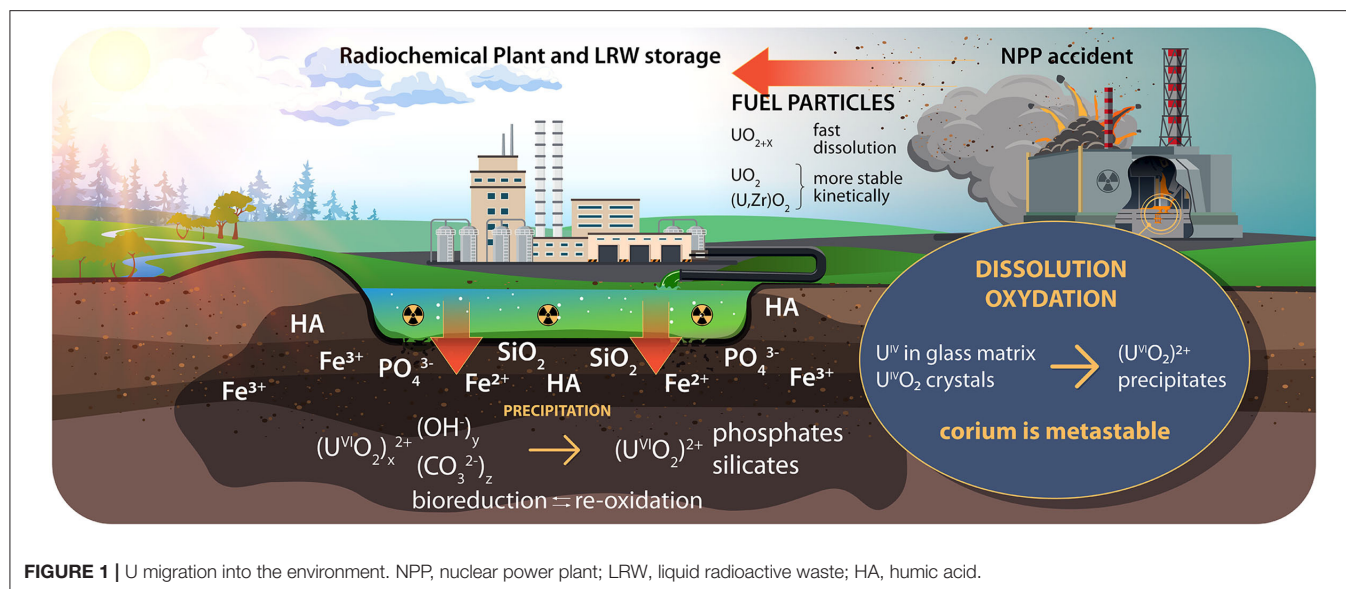 Radiochemical Plant and LRW storage
NPP accident
FUEL PARTICLES
UO₂₊ₓ fast
dissolution
UO₂
(U,Zr)O₂
more stable
kinetically
DISSOLUTION
OXYDATION
Uᴵⱽ in glass matrix
UᴵⱽO₂ crystals
(UⱽᴵO₂)²⁺
precipitates
corium is metastable
HA
Fe³⁺
Fe³⁺
PO₄³⁻
SiO₂
Fe²⁺
HA
SiO₂
Fe²⁺
PO₄³⁻
HA
Fe³⁺
PRECIPITATION
(UⱽᴵO₂)ₓ²⁺
(OH⁻)y
(CO₃²⁻)z
(UⱽᴵO₂)²⁺
phosphates
silicates
bioreduction ⇆ re-oxidation
FIGURE 1 | U migration into the environment. NPP, nuclear power plant; LRW, liquid radioactive waste; HA, humic acid.